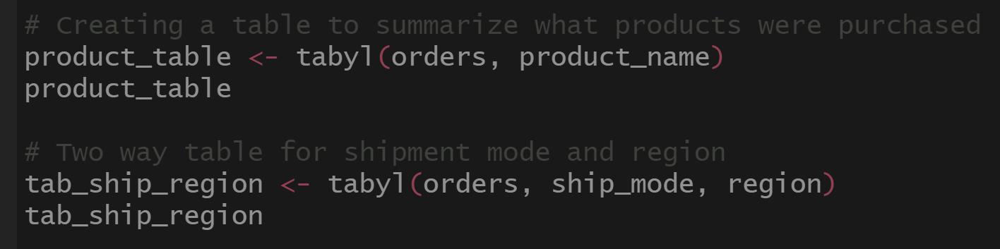 # Creating a table to summarize what products were purchased
product_table <- tabyl(orders, product_name)
product_table
# Two way table for shipment mode and region
tab_ship_region <- tabyl(orders, ship_mode, region)
tab_ship_region